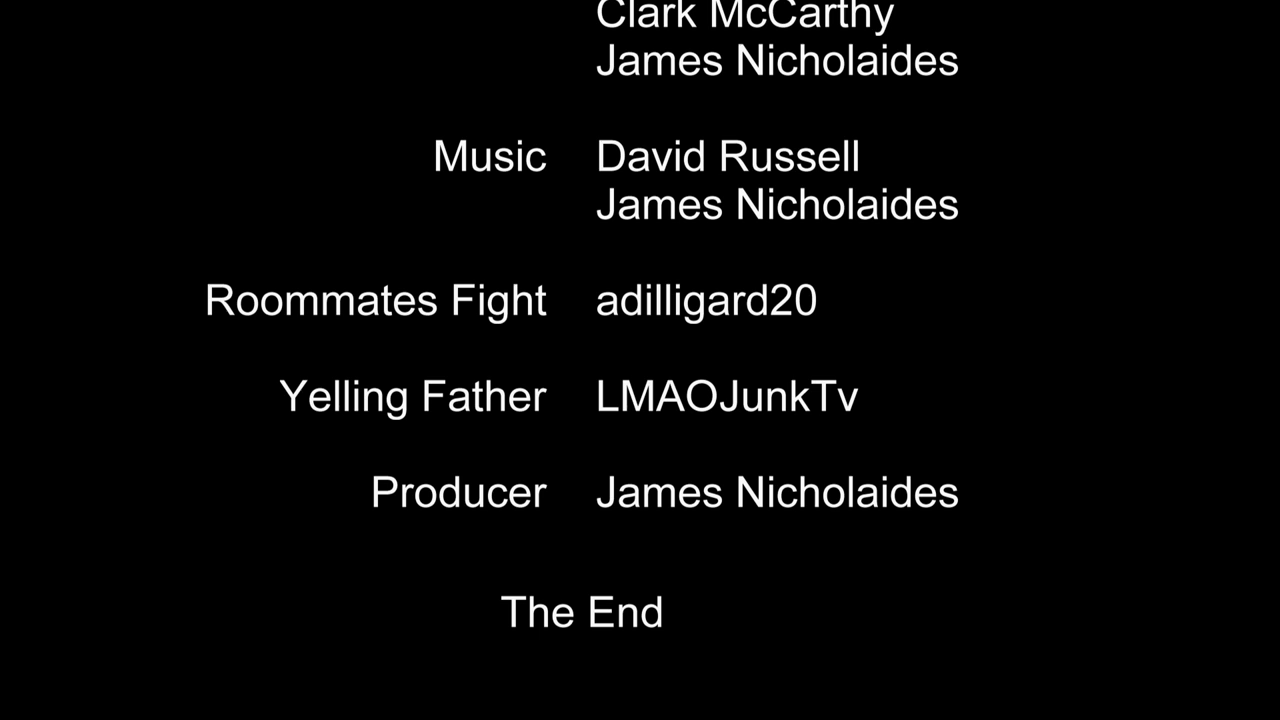 Clark McCarthy
James Nicholaides
Music David Russell
James Nicholaides
Roommates Fight adilligard20
Yelling Father LMAOJunkTv
Producer James Nicholaides
The End